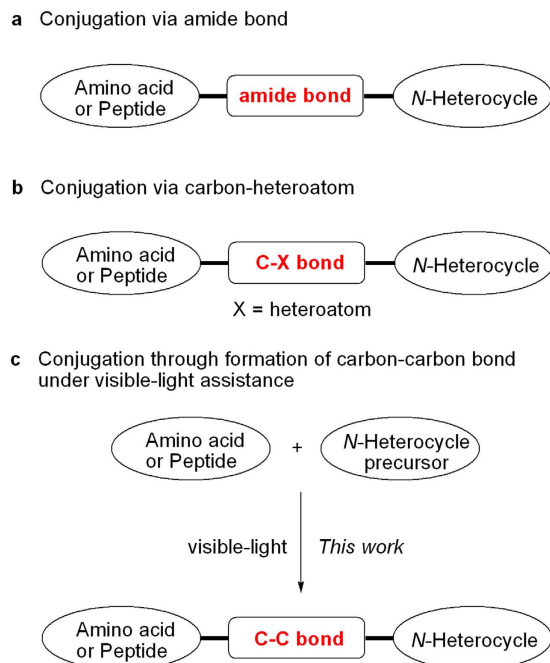 a Conjugation via amide bond
Amino acid
or Peptide
amide bond
N-Heterocycle
b Conjugation via carbon-heteroatom
Amino acid
or Peptide
C-X bond
N-Heterocycle
X = heteroatom
c Conjugation through formation of carbon-carbon bond
under visible-light assistance
Amino acid
or Peptide
+
N-Heterocycle
precursor
visible-light This work
Amino acid
or Peptide
C-C bond
N-Heterocycle